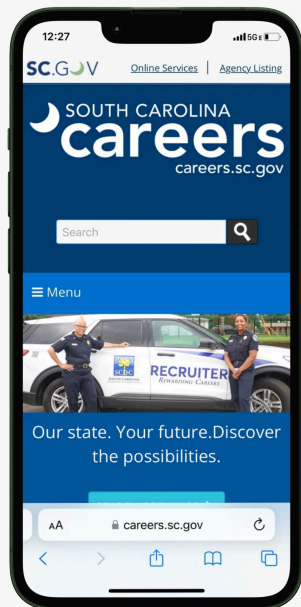 12:27
5G E
SC.GOV Online Services | Agency Listing
SOUTH CAROLINA
careers
careers.sc.gov
Search
Menu
SCDC
RECRUITER
REWARDING CAREERS
Our state. Your future.Discover
the possibilities.
AA careers.sc.gov